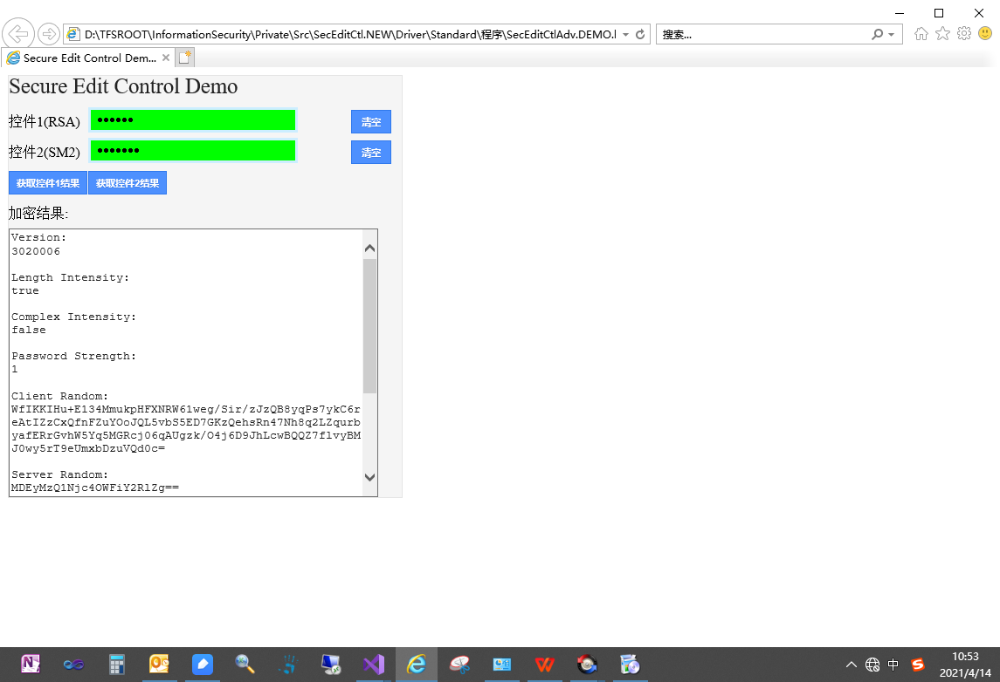 D:\TFSROOT\InformationSecurity\Private\Src\SecEditCtl.NEW\Driver\Standard\程序\SecEditCtlAdv.DEMO.l
搜索...
Secure Edit Control Dem...
Secure Edit Control Demo
控件1(RSA) •••••• 清空
控件2(SM2) ••••••• 清空
获取控件1结果 获取控件2结果
加密结果:
Version:
3020006
Length Intensity:
true
Complex Intensity:
false
Password Strength:
1
Client Random:
WfIKKIHu+E134MmukpHFXNRW61weg/Sir/zJzQB8yqPs7ykC6r
eAtIZzCxQfnFZuYOoJQL5vbS5ED7GKzQehsRn47Nh8q2LZqurb
yafERrGvhW5Yq5MGRcj06qAUgzk/O4j6D9JhLcwBQQZ7flvyBM
J0wy5rT9eUmxbDzuVQd0c=
Server Random:
MDEyMzQ1Njc4OWFiY2RlZg==
中
10:53
2021/4/14